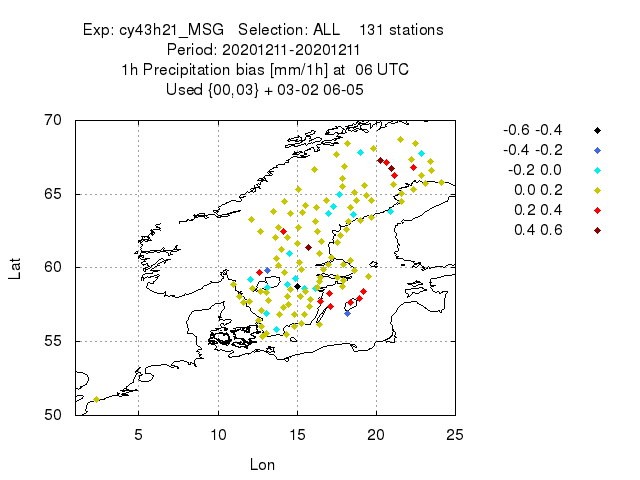 Exp: cy43h21_MSG   Selection: ALL    131 stations
Period: 20201211-20201211
1h Precipitation bias [mm/1h] at  06 UTC
Used {00,03} + 03-02 06-05
-0.6 -0.4
-0.4 -0.2
-0.2 0.0
0.0 0.2
0.2 0.4
0.4 0.6
70
65
60
55
50
Lat
5 10 15 20 25
Lon